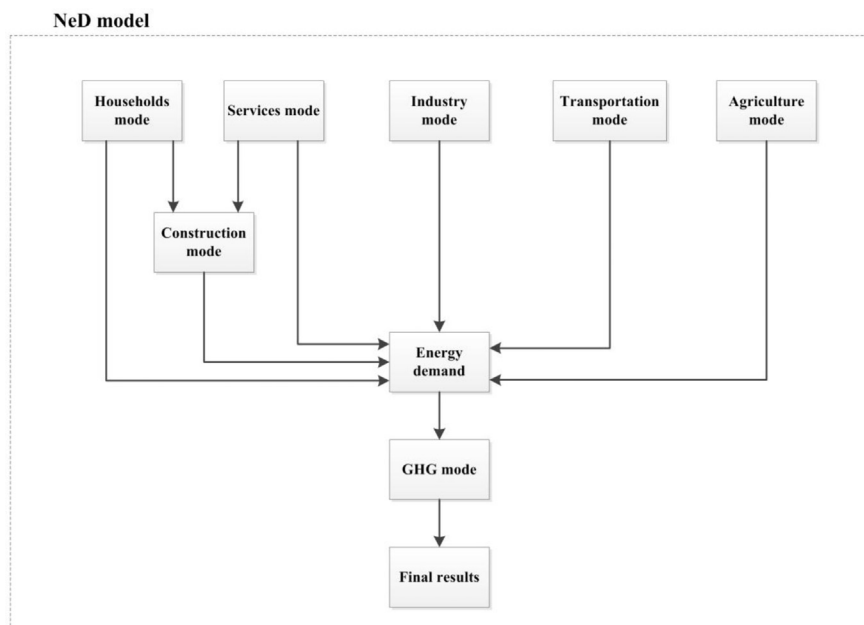 NeD model
Households
mode
Services mode
Industry
mode
Transportation
mode
Agriculture
mode
Construction
mode
Energy
demand
GHG mode
Final results